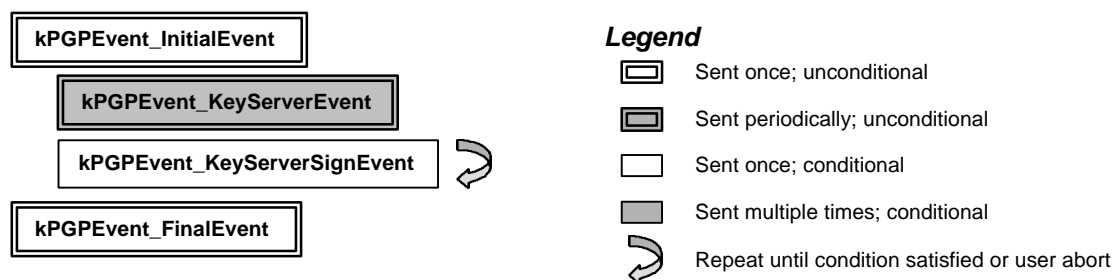 kPGPEvent_InitialEvent
kPGPEvent_KeyServerEvent
kPGPEvent_KeyServerSignEvent
kPGPEvent_FinalEvent
Legend
Sent once; unconditional
Sent periodically; unconditional
Sent once; conditional
Sent multiple times; conditional
Repeat until condition satisfied or user abort